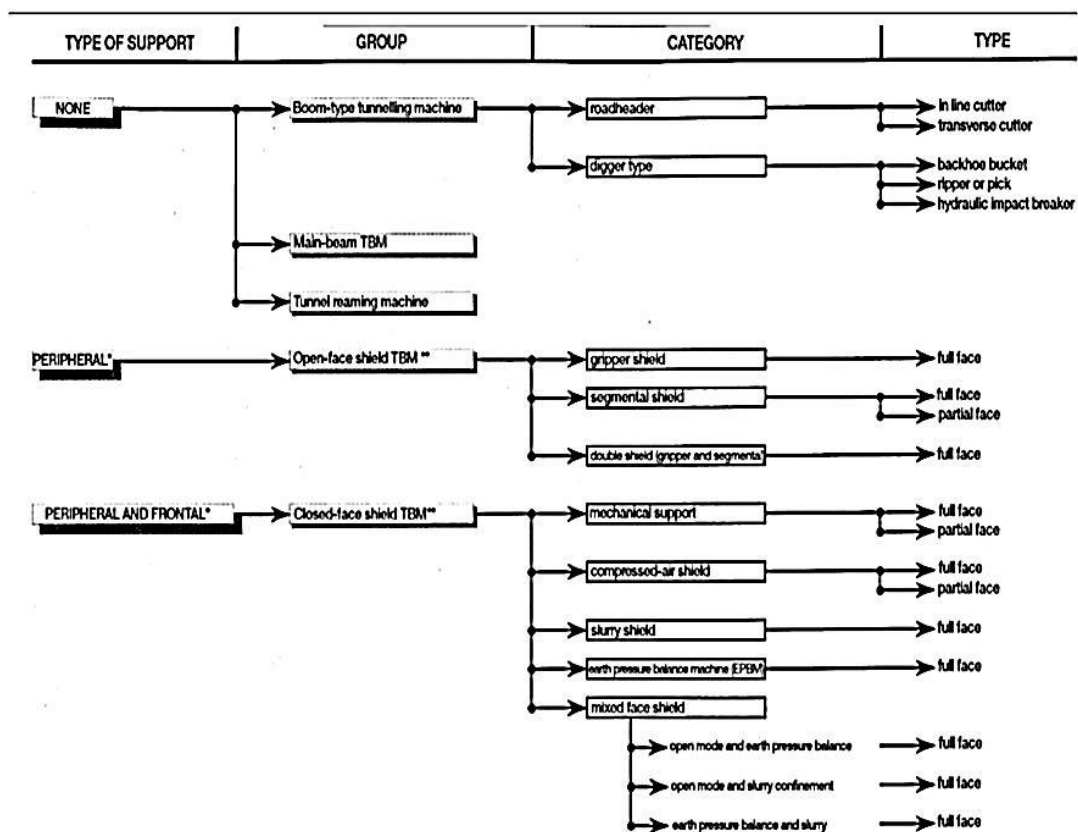 TYPE OF SUPPORT GROUP CATEGORY TYPE
NONE Boom-type tunnelling machine roadheader in line cutter
transverse cutter
digger type backhoe bucket
ripper or pick
hydraulic impact breaker
Main-beam TBM
Tunnel reaming machine
PERIPHERAL* Open-face shield TBM ** gripper shield full face
segmental shield full face
partial face
double shield (gripper and segmental) full face
PERIPHERAL AND FRONTAL* Closed-face shield TBM** mechanical support full face
partial face
compressed-air shield full face
partial face
slurry shield full face
earth pressure balance machine (EPBM) full face
mixed face shield
open mode and earth pressure balance full face
open mode and slurry confinement full face
earth pressure balance and slurry full face